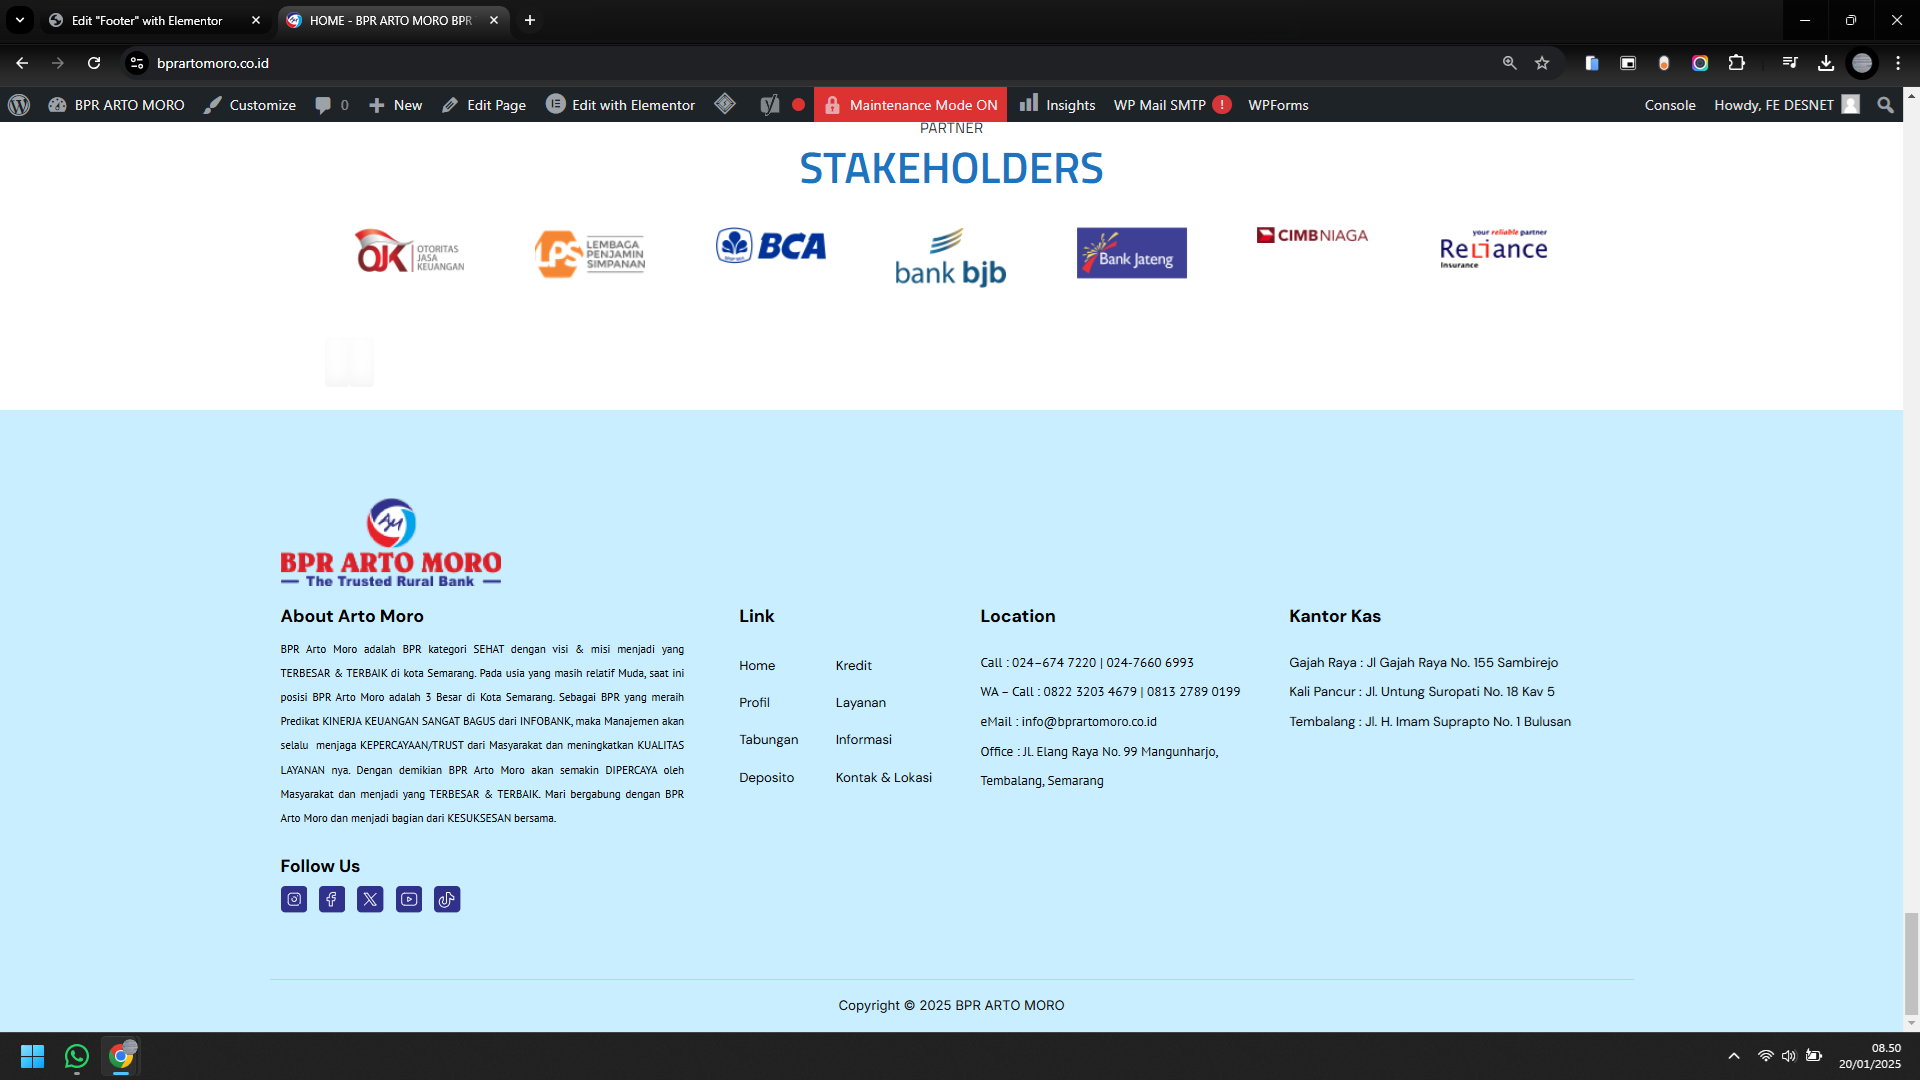 Edit "Footer" with Elementor
HOME - BPR ARTO MORO BPR
bprartomoro.co.id
BPR ARTO MORO
Customize
0
New
Edit Page
Edit with Elementor
Maintenance Mode ON
Insights
WP Mail SMTP !
WPForms
Console
Howdy, FE DESNET
PARTNER
STAKEHOLDERS
OJK OTORITAS JASA KEUANGAN
LPS LEMBAGA PENJAMIN SIMPANAN
BCA
bank bjb
Bank Jateng
CIMBNIAGA
your reliable partner
Reliance
Insurance
BPR ARTO MORO
The Trusted Rural Bank
About Arto Moro
BPR Arto Moro adalah BPR kategori SEHAT dengan visi & misi menjadi yang
TERBESAR & TERBAIK di kota Semarang. Pada usia yang masih relatif Muda, saat ini
posisi BPR Arto Moro adalah 3 Besar di Kota Semarang. Sebagai BPR yang meraih
Predikat KINERJA KEUANGAN SANGAT BAGUS dari INFOBANK, maka Manajemen akan
selalu menjaga KEPERCAYAAN/TRUST dari Masyarakat dan meningkatkan KUALITAS
LAYANAN nya. Dengan demikian BPR Arto Moro akan semakin DIPERCAYA oleh
Masyarakat dan menjadi yang TERBESAR & TERBAIK. Mari bergabung dengan BPR
Arto Moro dan menjadi bagian dari KESUKSESAN bersama.
Follow Us
Link
Home
Profil
Tabungan
Deposito
Kredit
Layanan
Informasi
Kontak & Lokasi
Location
Call : 024–674 7220 | 024-7660 6993
WA – Call : 0822 3203 4679 | 0813 2789 0199
eMail : info@bprartomoro.co.id
Office : Jl. Elang Raya No. 99 Mangunharjo,
Tembalang, Semarang
Kantor Kas
Gajah Raya : Jl Gajah Raya No. 155 Sambirejo
Kali Pancur : Jl. Untung Suropati No. 18 Kav 5
Tembalang : Jl. H. Imam Suprapto No. 1 Bulusan
Copyright © 2025 BPR ARTO MORO
08.50
20/01/2025